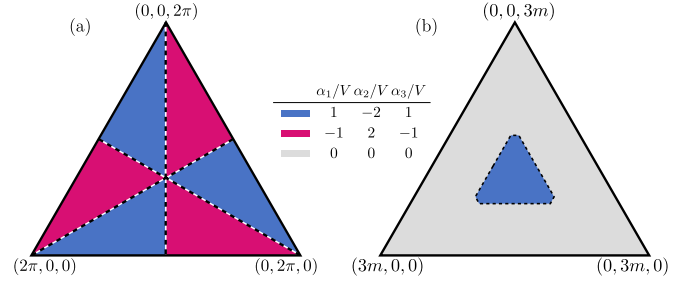 (0, 0, 2π)
(a)
(2π, 0, 0)
(0, 2π, 0)
α₁/V α₂/V α₃/V
1 −2 1
−1 2 −1
0 0 0
(b)
(0, 0, 3m)
(3m, 0, 0)
(0, 3m, 0)